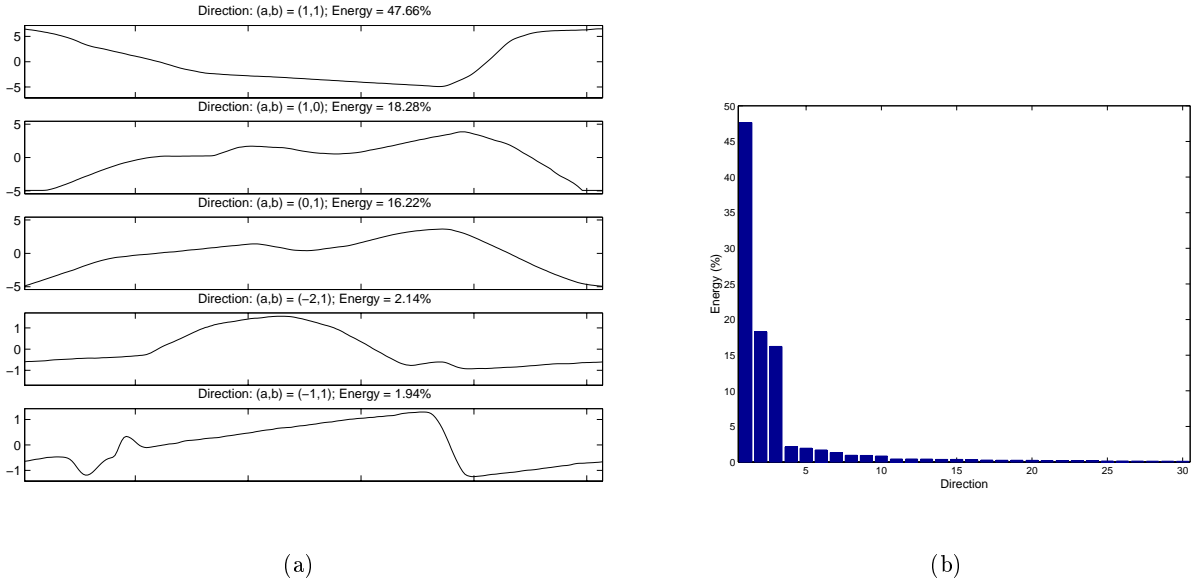 Direction: (a,b) = (1,1); Energy = 47.66%
5
0
−5
Direction: (a,b) = (1,0); Energy = 18.28%
5
0
−5
Direction: (a,b) = (0,1); Energy = 16.22%
5
0
−5
Direction: (a,b) = (−2,1); Energy = 2.14%
1
0
−1
Direction: (a,b) = (−1,1); Energy = 1.94%
1
0
−1
(a)
50
45
40
35
30
25
20
15
10
5
0
Energy (%)
5 10 15 20 25 30
Direction
(b)